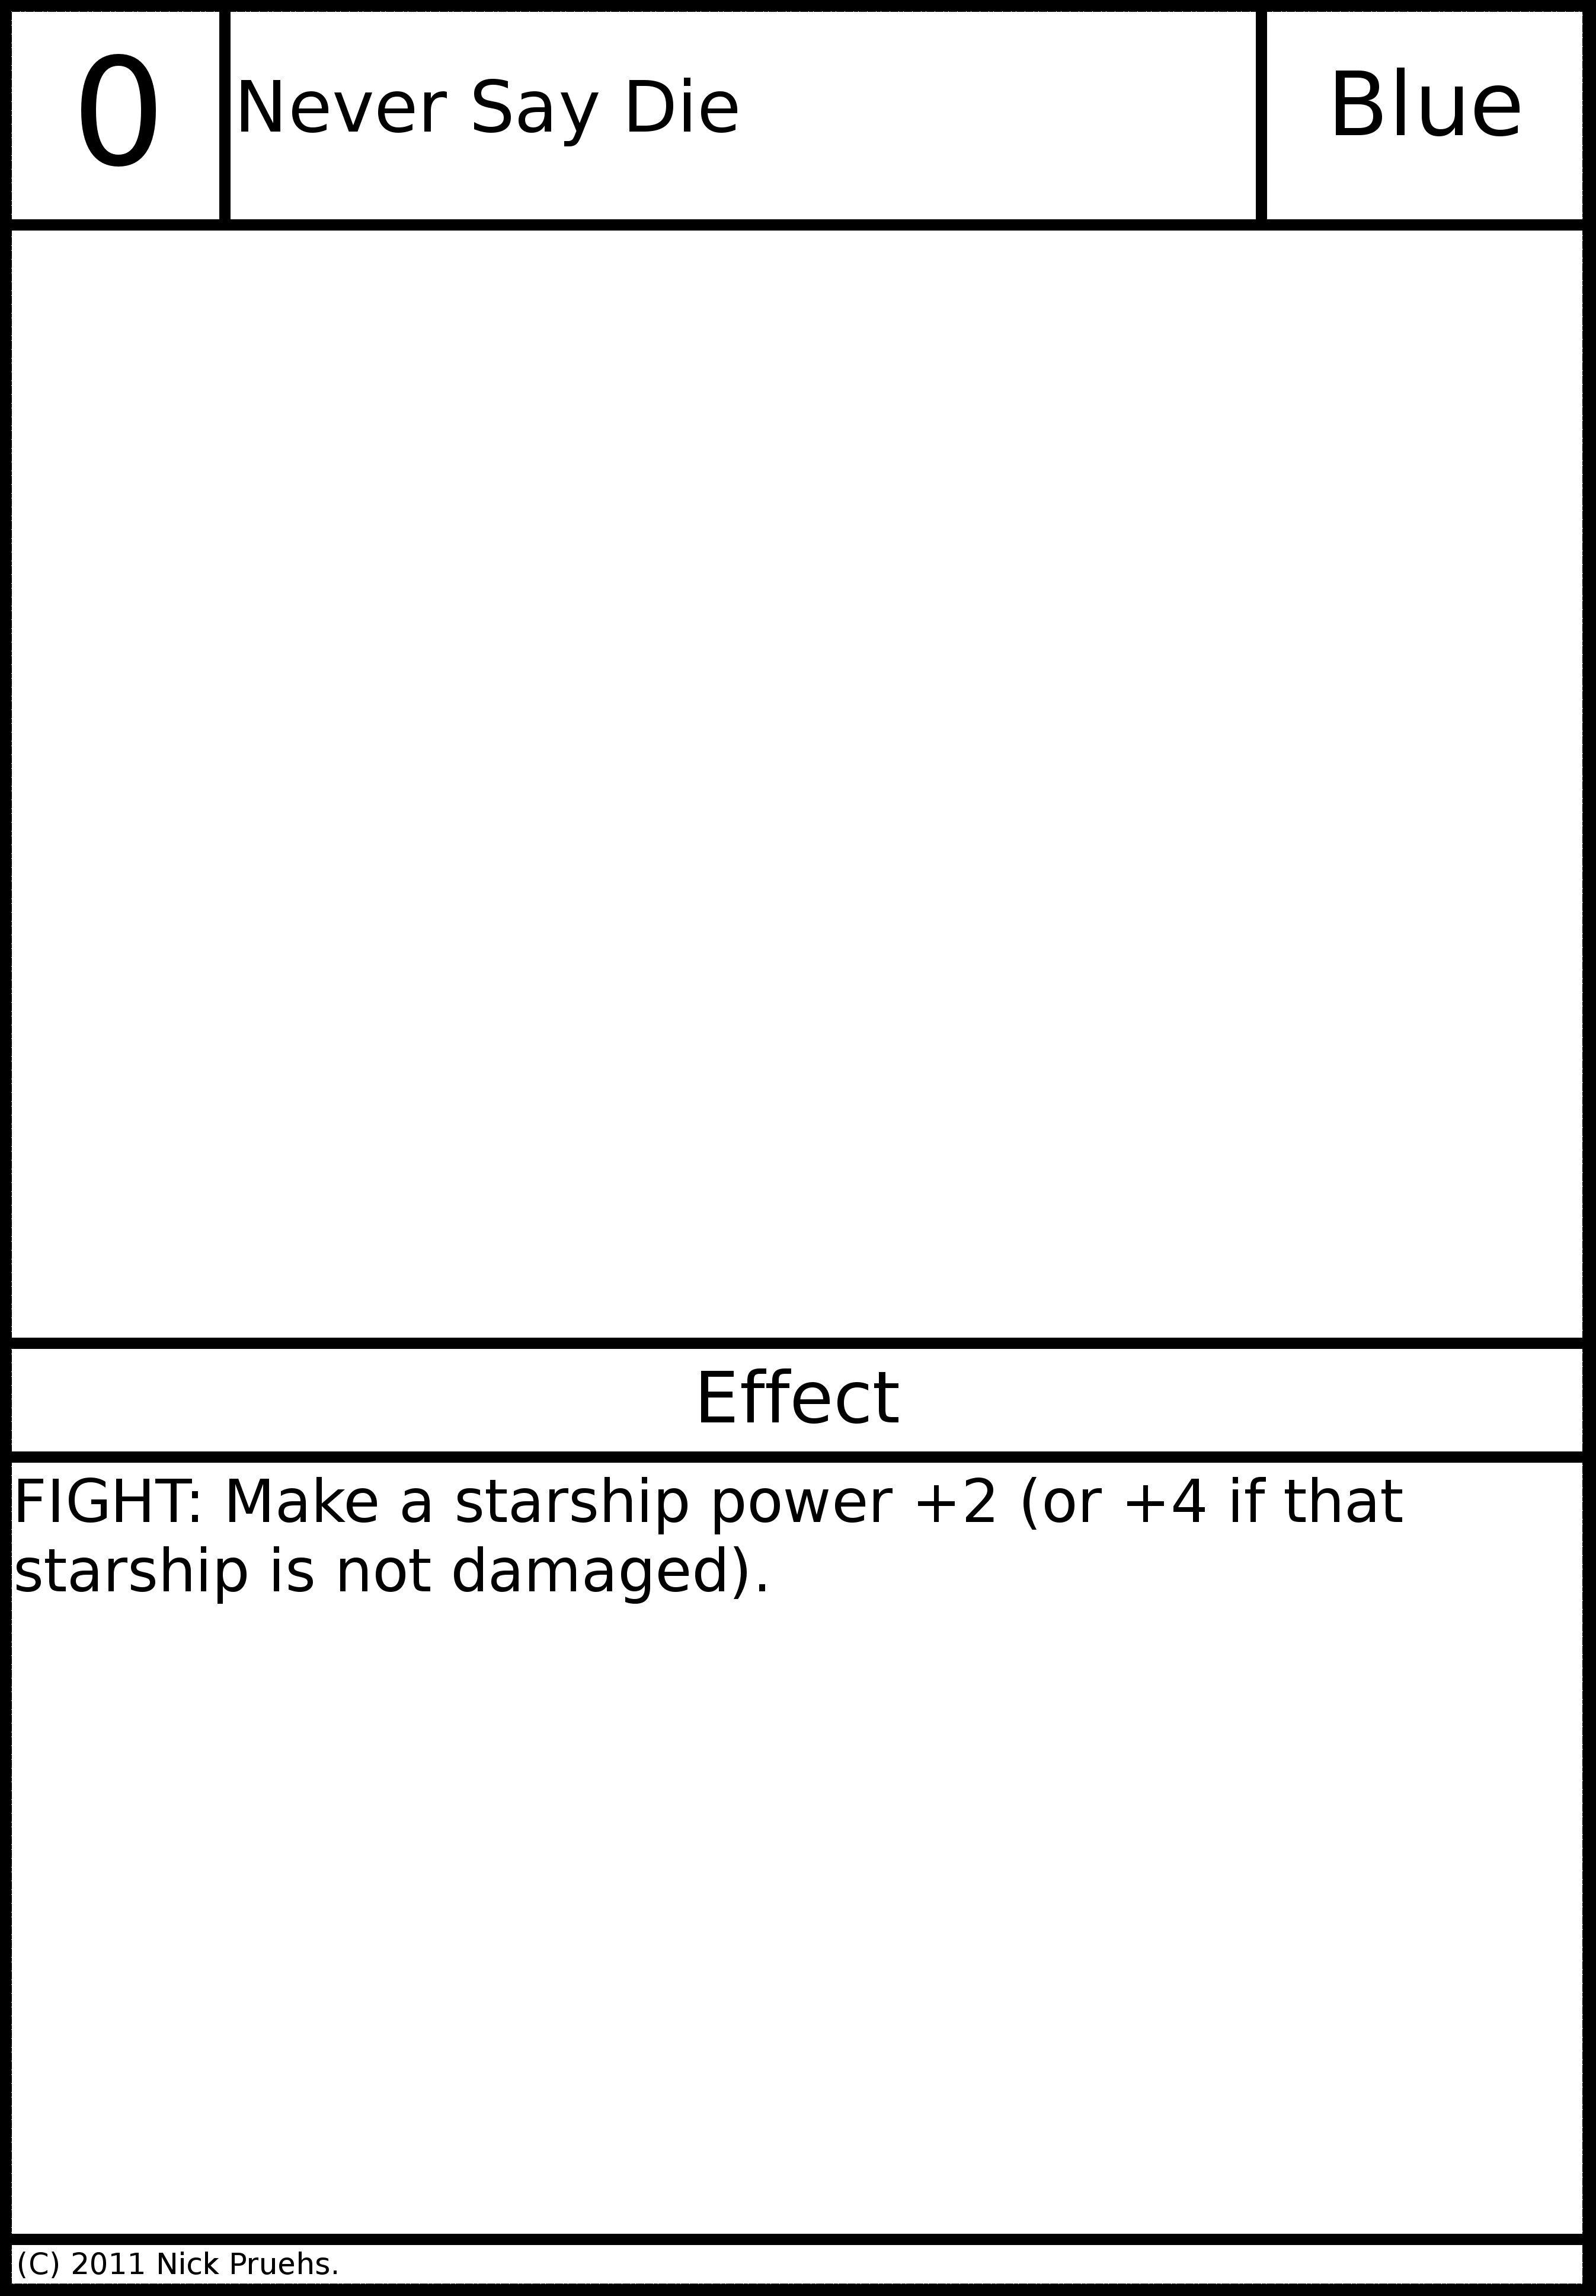 0
Never Say Die
Blue
Effect
FIGHT: Make a starship power +2 (or +4 if that
starship is not damaged).
(C) 2011 Nick Pruehs.